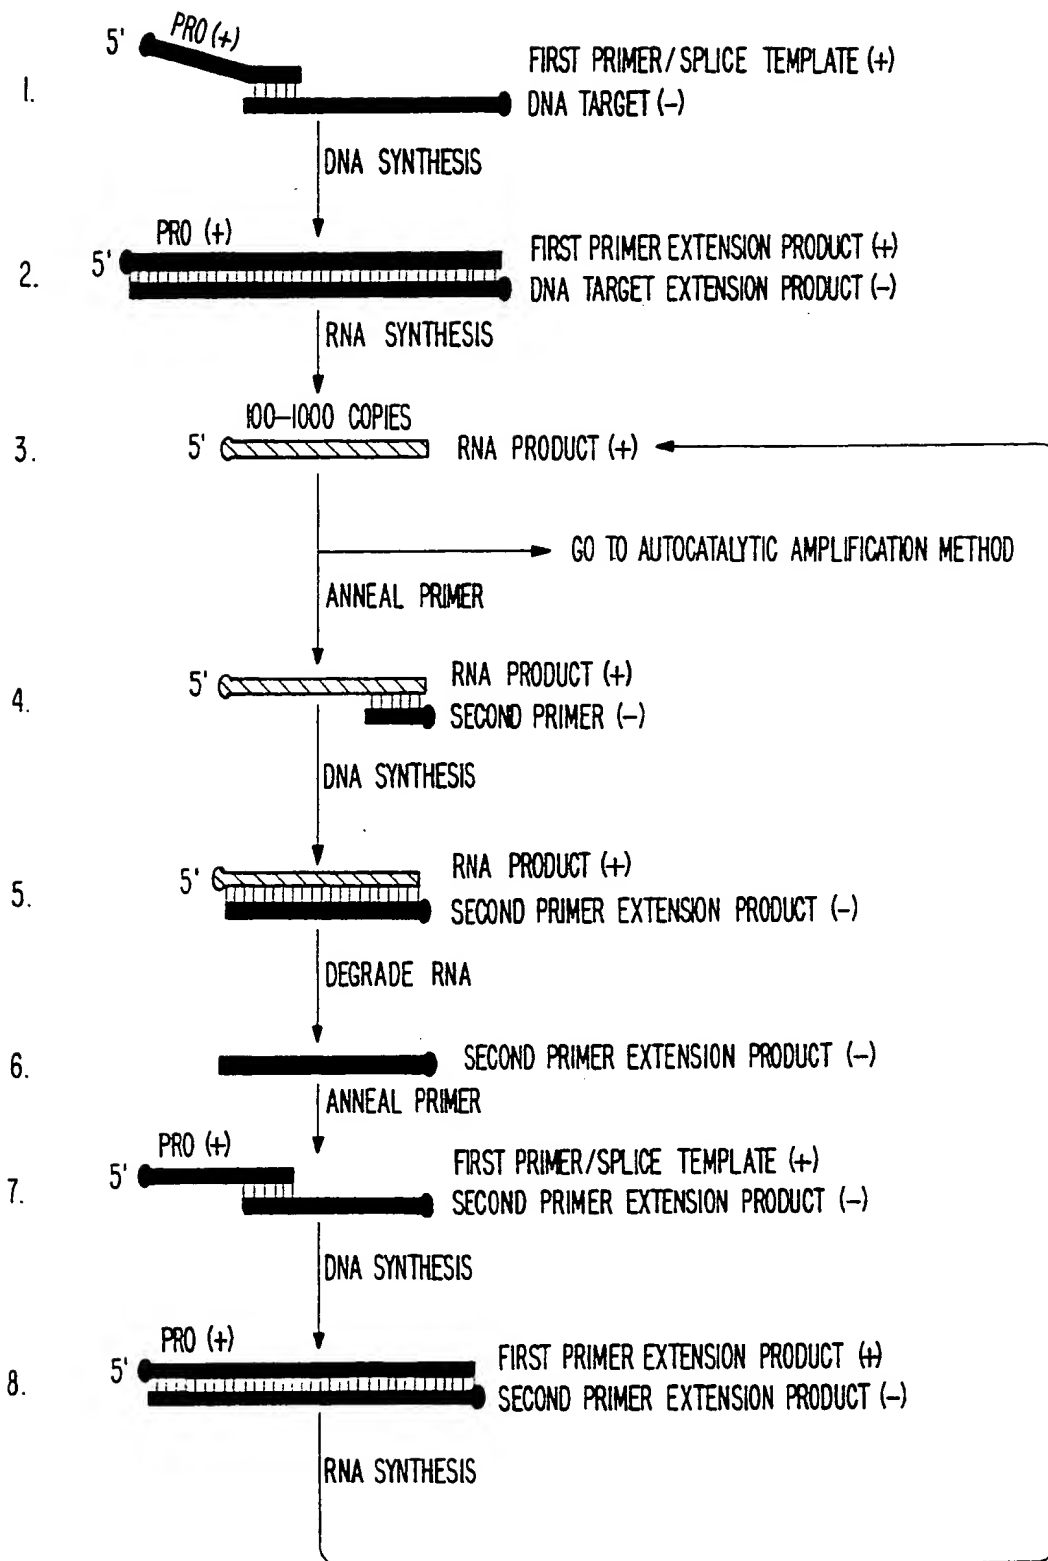 5' PRO (+)
1.
FIRST PRIMER/SPLICE TEMPLATE (+)
DNA TARGET (-)
DNA SYNTHESIS
PRO (+)
2.
5'
FIRST PRIMER EXTENSION PRODUCT (+)
DNA TARGET EXTENSION PRODUCT (-)
RNA SYNTHESIS
100-1000 COPIES
3.
5'
RNA PRODUCT (+)
GO TO AUTOCATALYTIC AMPLIFICATION METHOD
ANNEAL PRIMER
4.
5'
RNA PRODUCT (+)
SECOND PRIMER (-)
DNA SYNTHESIS
5.
5'
RNA PRODUCT (+)
SECOND PRIMER EXTENSION PRODUCT (-)
DEGRADE RNA
6.
SECOND PRIMER EXTENSION PRODUCT (-)
ANNEAL PRIMER
PRO (+)
7.
5'
FIRST PRIMER/SPLICE TEMPLATE (+)
SECOND PRIMER EXTENSION PRODUCT (-)
DNA SYNTHESIS
PRO (+)
8.
5'
FIRST PRIMER EXTENSION PRODUCT (+)
SECOND PRIMER EXTENSION PRODUCT (-)
RNA SYNTHESIS